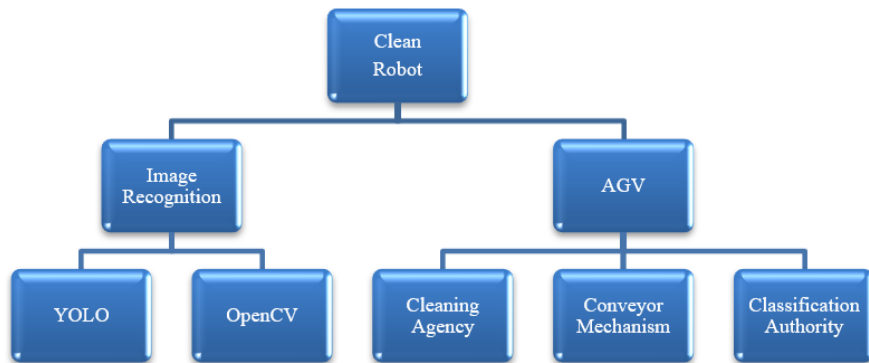 Clean
Robot
Image
Recognition
AGV
YOLO
OpenCV
Cleaning
Agency
Conveyor
Mechanism
Classification
Authority